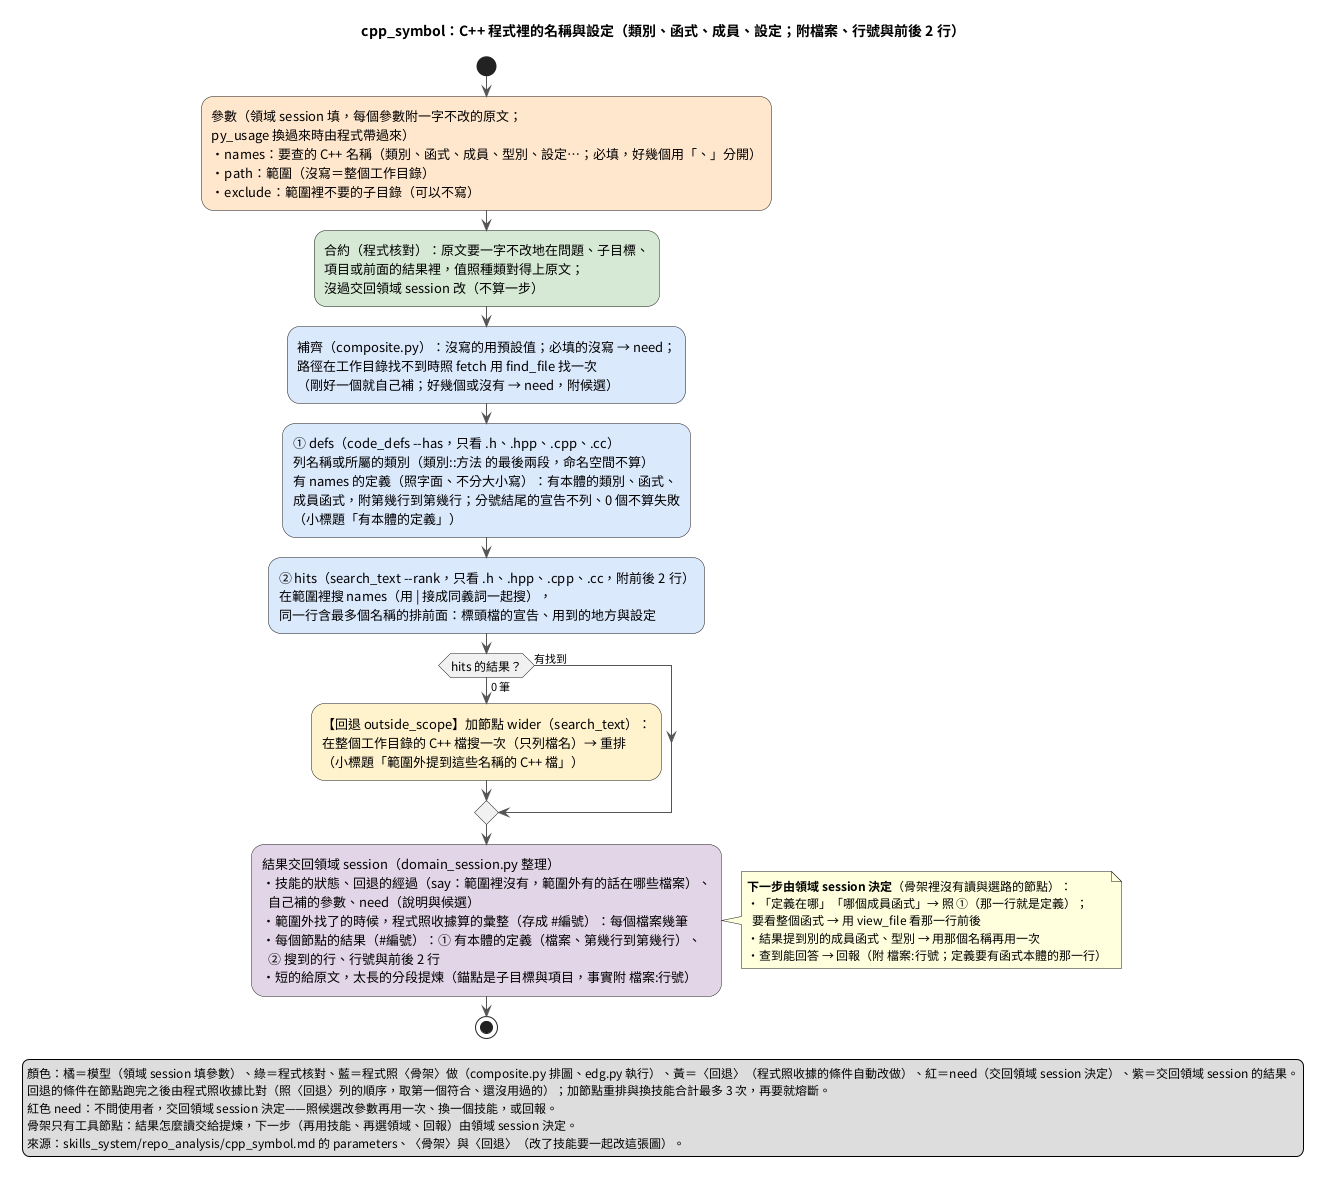 cpp_symbol：C++ 程式裡的名稱與設定（類別、函式、成員、設定；附檔案、行號與前後 2 行）
參數（領域 session 填，每個參數附一字不改的原文；
py_usage 換過來時由程式帶過來）
・names：要查的 C++ 名稱（類別、函式、成員、型別、設定…；必填，好幾個用「、」分開）
・path：範圍（沒寫＝整個工作目錄）
・exclude：範圍裡不要的子目錄（可以不寫）
合約（程式核對）：原文要一字不改地在問題、子目標、
項目或前面的結果裡，值照種類對得上原文；
沒過交回領域 session 改（不算一步）
補齊（composite.py）：沒寫的用預設值；必填的沒寫 → need；
路徑在工作目錄找不到時照 fetch 用 find_file 找一次
（剛好一個就自己補；好幾個或沒有 → need，附候選）
① defs（code_defs --has，只看 .h、.hpp、.cpp、.cc）
列名稱或所屬的類別（類別::方法 的最後兩段，命名空間不算）
有 names 的定義（照字面、不分大小寫）：有本體的類別、函式、
成員函式，附第幾行到第幾行；分號結尾的宣告不列、0 個不算失敗
（小標題「有本體的定義」）
② hits（search_text --rank，只看 .h、.hpp、.cpp、.cc，附前後 2 行）
在範圍裡搜 names（用 | 接成同義詞一起搜），
同一行含最多個名稱的排前面：標頭檔的宣告、用到的地方與設定
hits 的結果？
有找到
0 筆
【回退 outside_scope】加節點 wider（search_text）：
在整個工作目錄的 C++ 檔搜一次（只列檔名）→ 重排
（小標題「範圍外提到這些名稱的 C++ 檔」）
結果交回領域 session（domain_session.py 整理）
・技能的狀態、回退的經過（say：範圍裡沒有，範圍外有的話在哪些檔案）、
自己補的參數、need（說明與候選）
・範圍外找了的時候，程式照收據算的彙整（存成 #編號）：每個檔案幾筆
・每個節點的結果（#編號）：① 有本體的定義（檔案、第幾行到第幾行）、
② 搜到的行、行號與前後 2 行
・短的給原文，太長的分段提煉（錨點是子目標與項目，事實附 檔案:行號）
下一步由領域 session 決定（骨架裡沒有讀與選路的節點）：
・「定義在哪」「哪個成員函式」→ 照 ①（那一行就是定義）；
要看整個函式 → 用 view_file 看那一行前後
・結果提到別的成員函式、型別 → 用那個名稱再用一次
・查到能回答 → 回報（附 檔案:行號；定義要有函式本體的那一行）
顏色：橘＝模型（領域 session 填參數）、綠＝程式核對、藍＝程式照〈骨架〉做（composite.py 排圖、edg.py 執行）、黃＝〈回退〉（程式照收據的條件自動改做）、紅＝need（交回領域 session 決定）、紫＝交回領域 session 的結果。
回退的條件在節點跑完之後由程式照收據比對（照〈回退〉列的順序，取第一個符合、還沒用過的）；加節點重排與換技能合計最多 3 次，再要就熔斷。
紅色 need：不問使用者，交回領域 session 決定——照候選改參數再用一次、換一個技能，或回報。
骨架只有工具節點：結果怎麼讀交給提煉，下一步（再用技能、再選領域、回報）由領域 session 決定。
來源：skills_system/repo_analysis/cpp_symbol.md 的 parameters、〈骨架〉與〈回退〉（改了技能要一起改這張圖）。